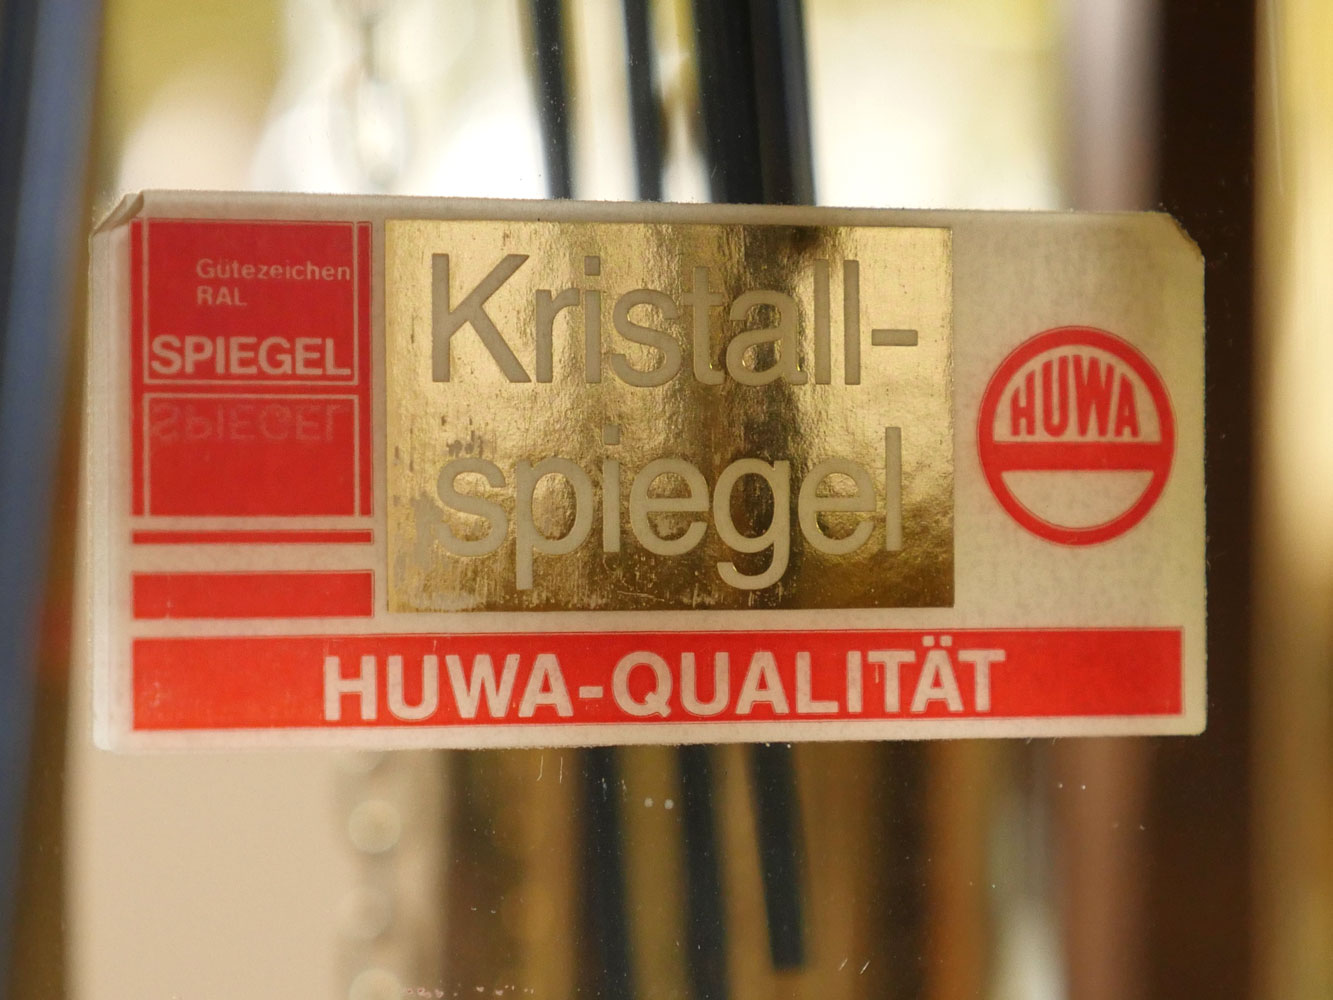 Gütezeichen
RAL
SPIEGEL
SPIEGEL
Kristall-
spiegel
HUWA
HUWA-QUALITÄT